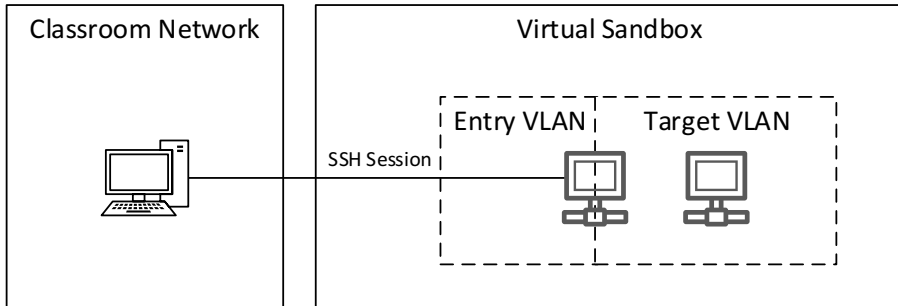 Classroom Network
Virtual Sandbox
Entry VLAN
Target VLAN
SSH Session